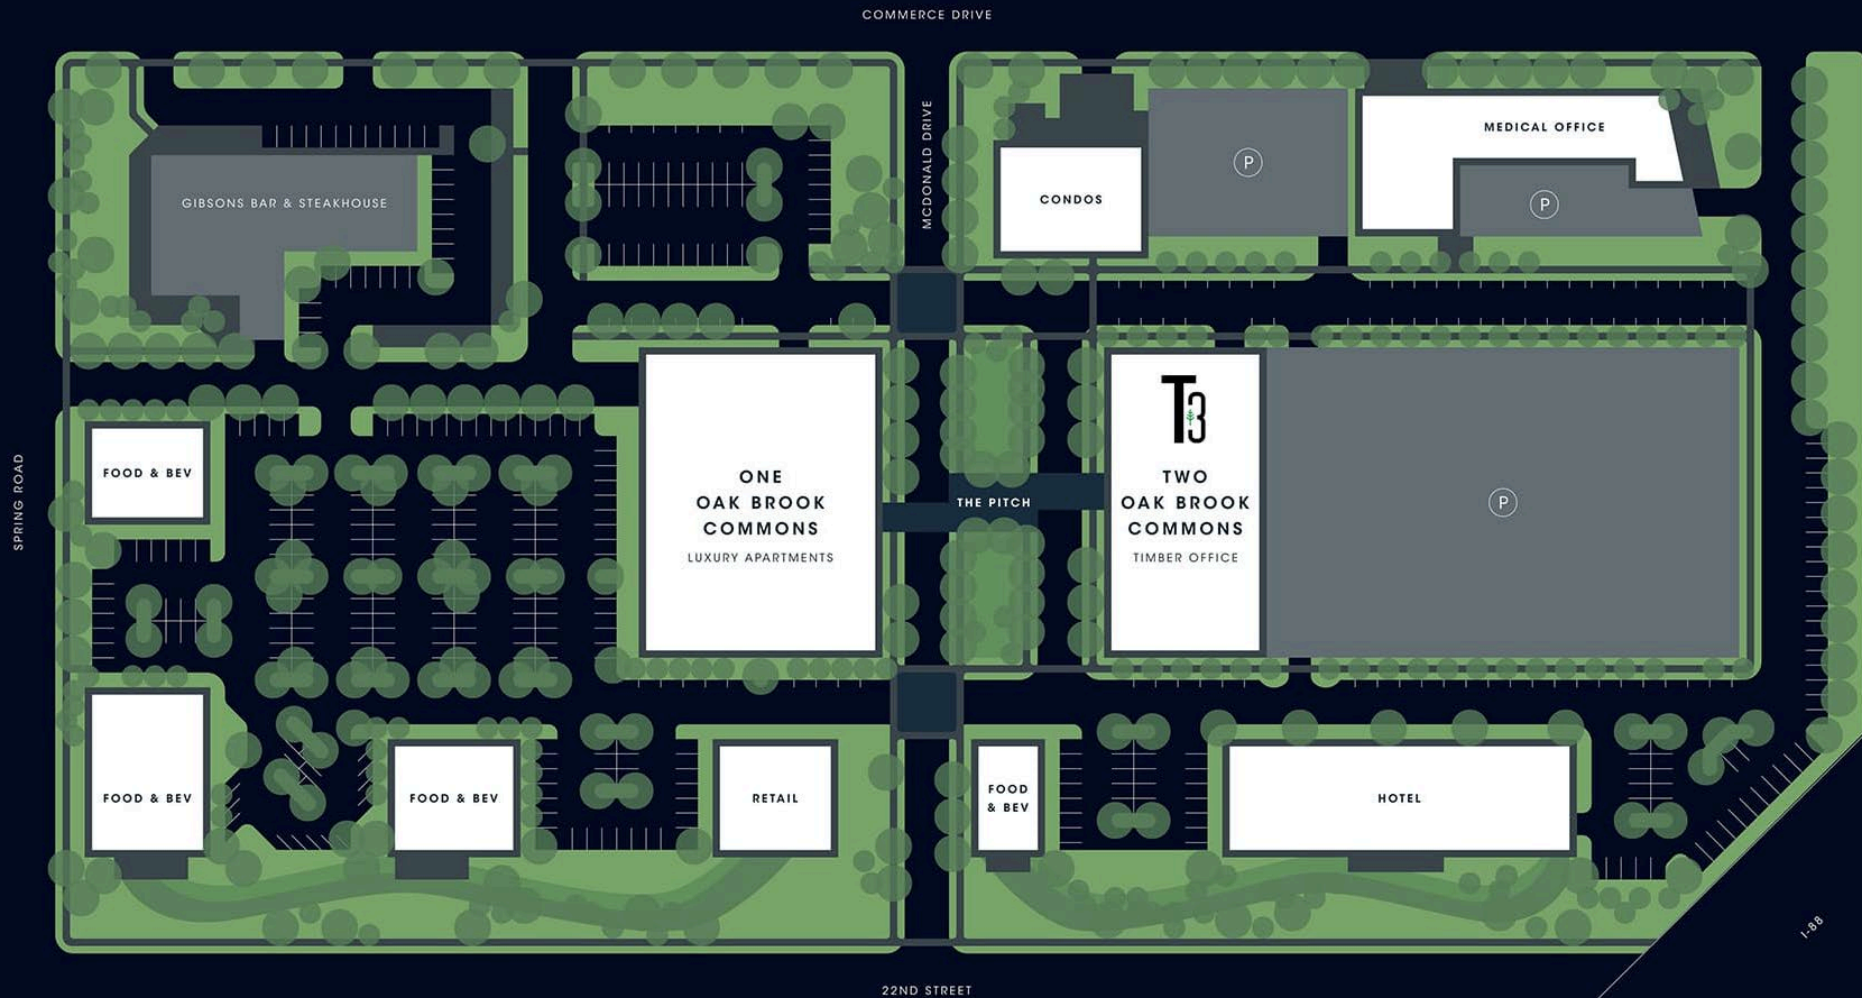 COMMERCE DRIVE
MCDONALD DRIVE
MEDICAL OFFICE
P
GIBSONS BAR & STEAKHOUSE
CONDOS
P
T3
FOOD & BEV
ONE
OAK BROOK
COMMONS
LUXURY APARTMENTS
THE PITCH
TWO
OAK BROOK
COMMONS
TIMBER OFFICE
P
SPRING ROAD
FOOD & BEV
FOOD & BEV
RETAIL
FOOD
& BEV
HOTEL
I-88
22ND STREET